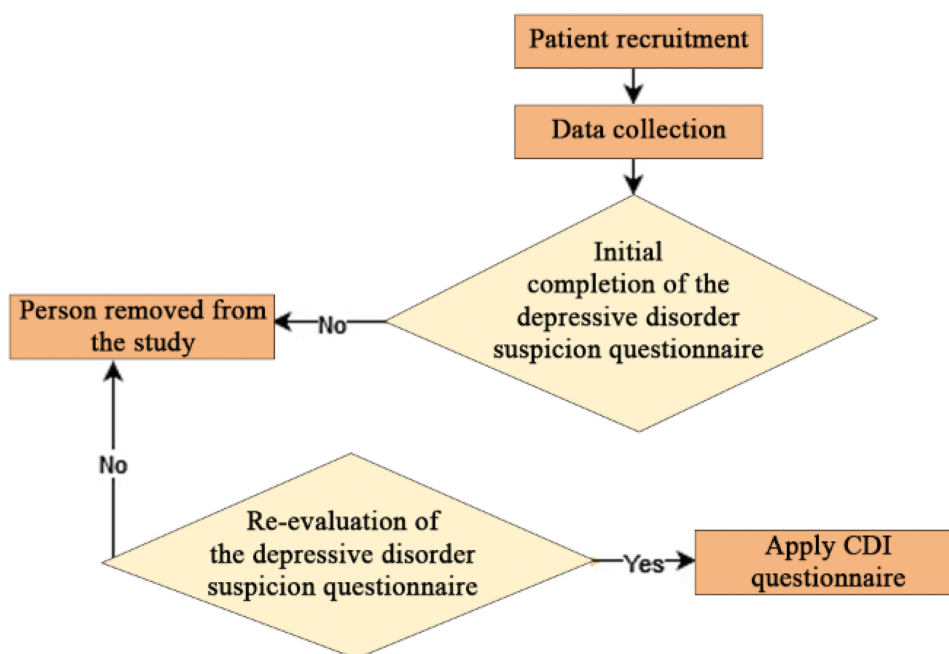 Patient recruitment
Data collection
Initial
completion of the
depressive disorder
suspicion questionnaire
No
Person removed from
the study
No
Re-evaluation of
the depressive disorder
suspicion questionnaire
Yes
Apply CDI
questionnaire